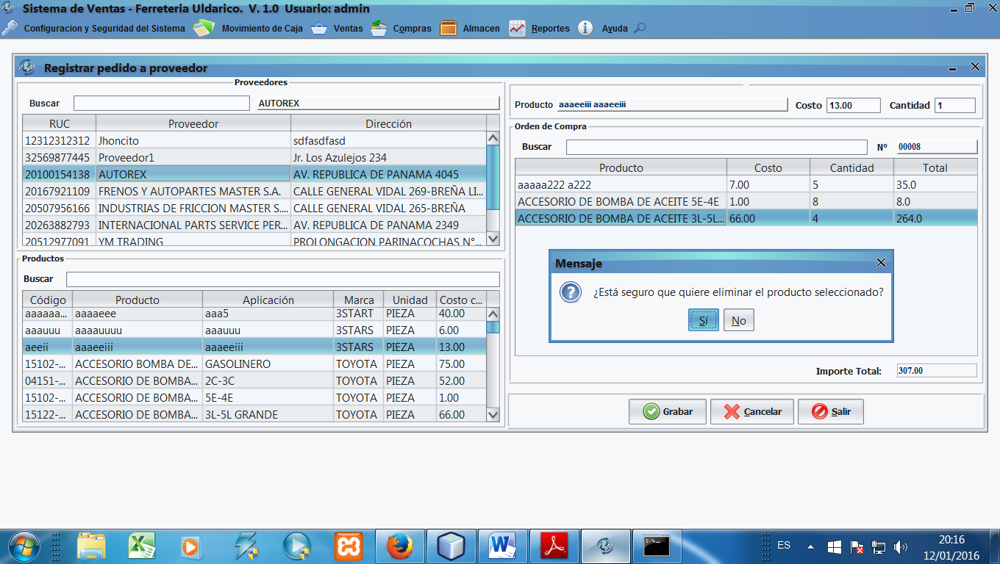 Sistema de Ventas - Ferreteria Uldarico. V. 1.0 Usuario: admin
Configuracion y Seguridad del Sistema Movimiento de Caja Ventas Compras Almacen Reportes Ayuda
Registrar pedido a proveedor
Proveedores
Buscar AUTOREX
RUC Proveedor Dirección
12312312312 Jhoncito sdfasdfasd
32569877445 Proveedor1 Jr. Los Azulejos 234
20100154138 AUTOREX AV. REPUBLICA DE PANAMA 4045
20167921109 FRENOS Y AUTOPARTES MASTER S.A. CALLE GENERAL VIDAL 269-BREÑA LI...
20507956166 INDUSTRIAS DE FRICCION MASTER S.... CALLE GENERAL VIDAL 265-BREÑA
20263882793 INTERNACIONAL PARTS SERVICE PER... AV. REPUBLICA DE PANAMA 2349
20512977091 YM TRADING PROLONGACION PARINACOCHAS N°...
Productos
Buscar
Código Producto Aplicación Marca Unidad Costo c...
aaaaaa... aaaaeee aaa5 3START PIEZA 40.00
aaauuu aaaauuuu aaauuu 3STARS PIEZA 6.00
aeeii aaaeeiii aaaeeiii 3STARS PIEZA 13.00
15102-... ACCESORIO BOMBA DE... GASOLINERO TOYOTA PIEZA 75.00
04151-... ACCESORIO DE BOMBA... 2C-3C TOYOTA PIEZA 52.00
15102-... ACCESORIO DE BOMBA... 5E-4E TOYOTA PIEZA 1.00
15122-... ACCESORIO DE BOMBA... 3L-5L GRANDE TOYOTA PIEZA 66.00
Producto aaaeeiii aaaeeiii Costo 13.00 Cantidad 1
Orden de Compra
Buscar Nº 00008
Producto Costo Cantidad Total
aaaaa222 a222 7.00 5 35.0
ACCESORIO DE BOMBA DE ACEITE 5E-4E 1.00 8 8.0
ACCESORIO DE BOMBA DE ACEITE 3L-5L... 66.00 4 264.0
Mensaje
¿Está seguro que quiere eliminar el producto seleccionado?
Sí No
Importe Total: 307.00
Grabar Cancelar Salir
ES 20:16
12/01/2016